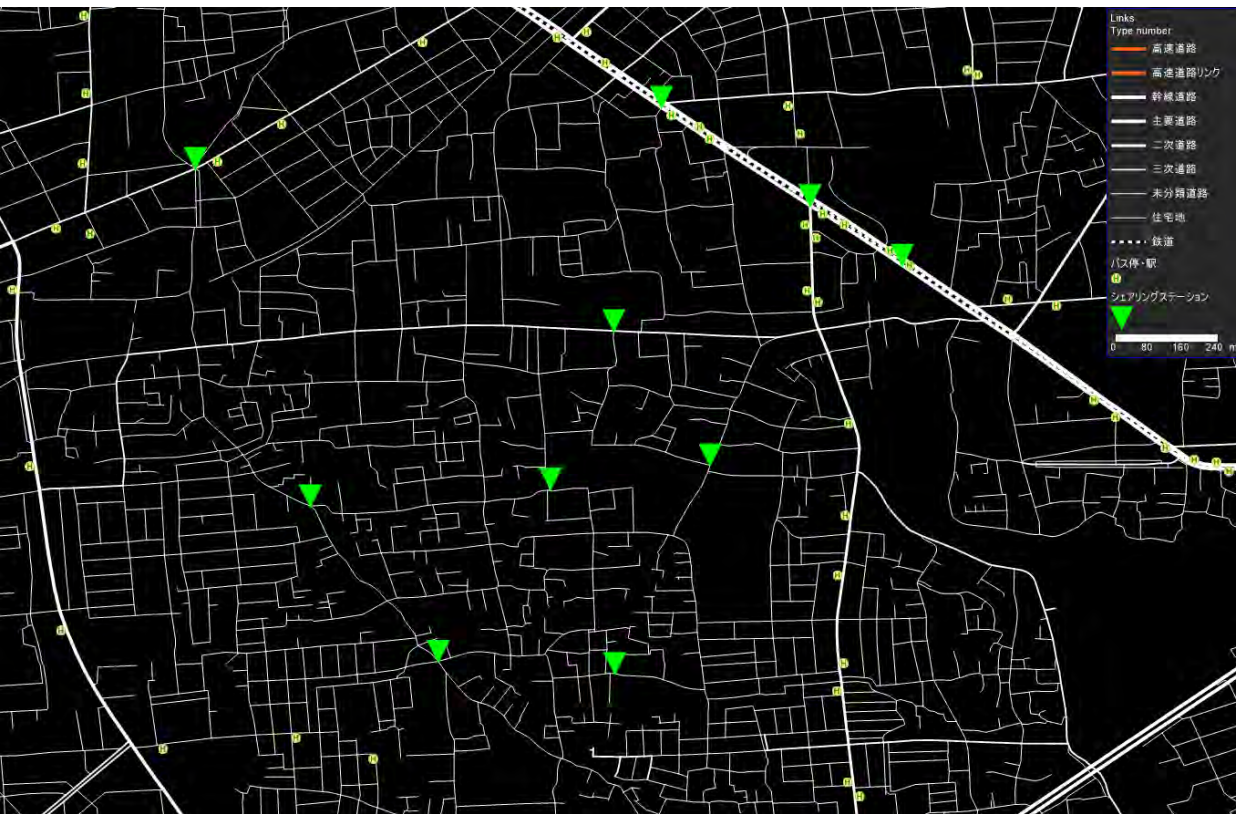 Links
Type number
高速道路
高速道路リンク
幹線道路
主要道路
二次道路
三次道路
未分類道路
住宅地
鉄道
バス停・駅
H
シェアリングステーション
0 80 160 240 m